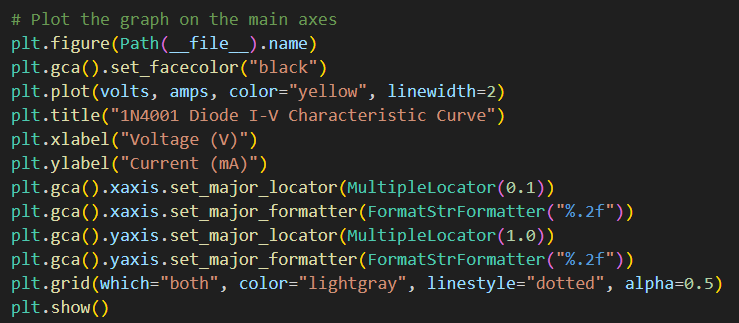 # Plot the graph on the main axes
plt.figure(Path(__file__).name)
plt.gca().set_facecolor("black")
plt.plot(volts, amps, color="yellow", linewidth=2)
plt.title("1N4001 Diode I-V Characteristic Curve")
plt.xlabel("Voltage (V)")
plt.ylabel("Current (mA)")
plt.gca().xaxis.set_major_locator(MultipleLocator(0.1))
plt.gca().xaxis.set_major_formatter(FormatStrFormatter("%.2f"))
plt.gca().yaxis.set_major_locator(MultipleLocator(1.0))
plt.gca().yaxis.set_major_formatter(FormatStrFormatter("%.2f"))
plt.grid(which="both", color="lightgray", linestyle="dotted", alpha=0.5)
plt.show()